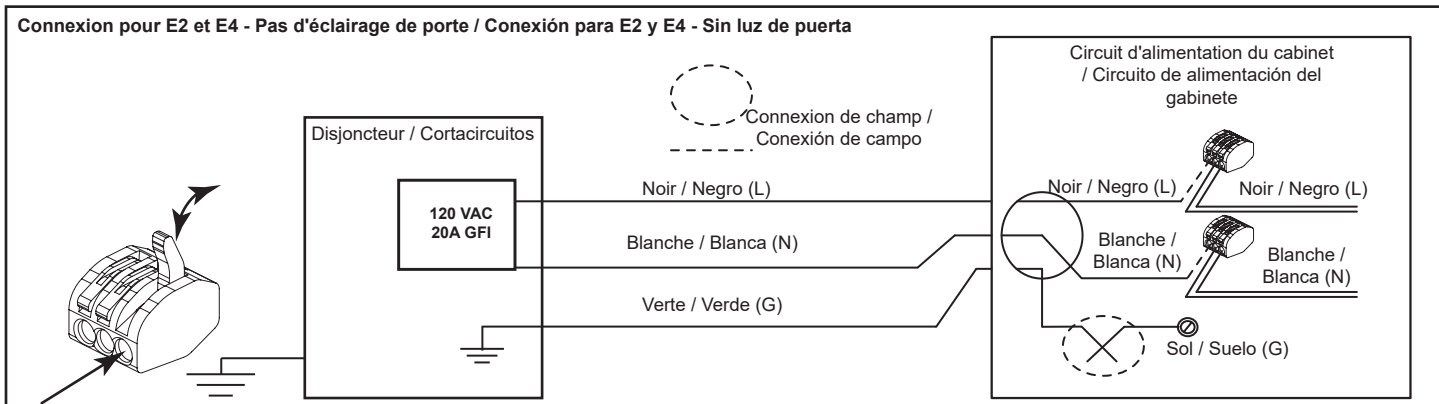 Connexion pour E2 et E4 - Pas d'éclairage de porte / Conexión para E2 y E4 - Sin luz de puerta
Disjoncteur / Cortacircuitos
120 VAC
20A GFI
Connexion de champ /
Conexión de campo
Noir / Negro (L)
Blanche / Blanca (N)
Verte / Verde (G)
Circuit d'alimentation du cabinet
/ Circuito de alimentación del
gabinete
Noir / Negro (L)
Noir / Negro (L)
Blanche /
Blanca (N)
Blanche /
Blanca (N)
Sol / Suelo (G)